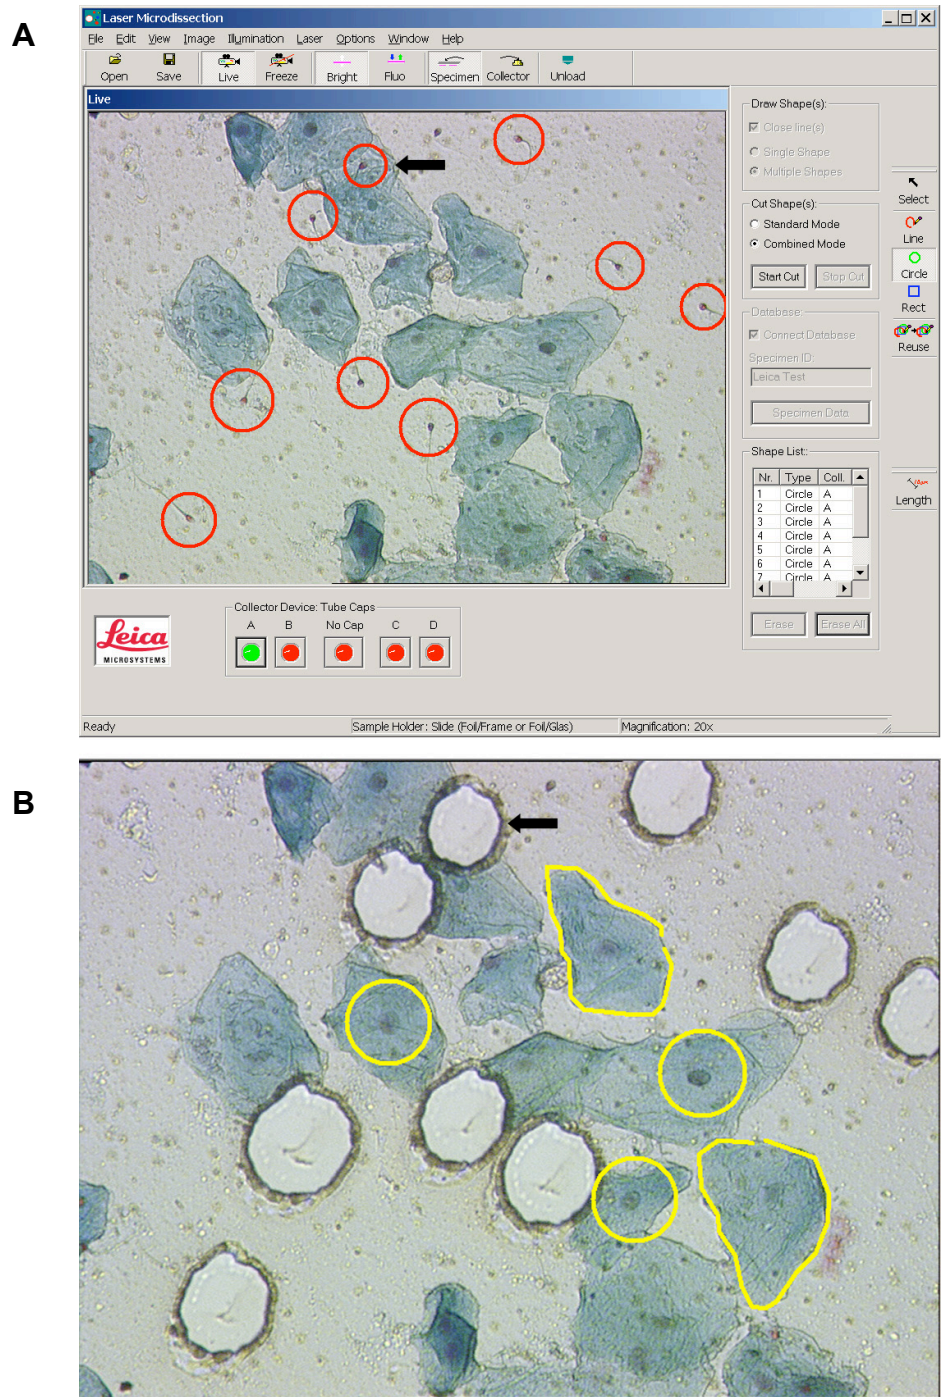 A
Laser Microdissection
File Edit View Image Illumination Laser Options Window Help
Open Save Live Freeze Bright Fluo Specimen Collector Unload
Live
Draw Shape(s):
Close line(s)
Single Shape
Multiple Shapes
Cut Shape(s):
Standard Mode
Combined Mode
Start Cut Stop Cut
Database:
Connect Database
Specimen ID:
Leica Test
Specimen Data
Shape List:
Nr. Type Coll.
1 Circle A
2 Circle A
3 Circle A
4 Circle A
5 Circle A
6 Circle A
7 Circle A
Erase Erase All
Select
Line
Circle
Rect
Reuse
10µm
Length
Leica
MICROSYSTEMS
Collector Device: Tube Caps
A B No Cap C D
Ready Sample Holder: Slide (Foil/Frame or Foil/Glas) Magnification: 20x
B